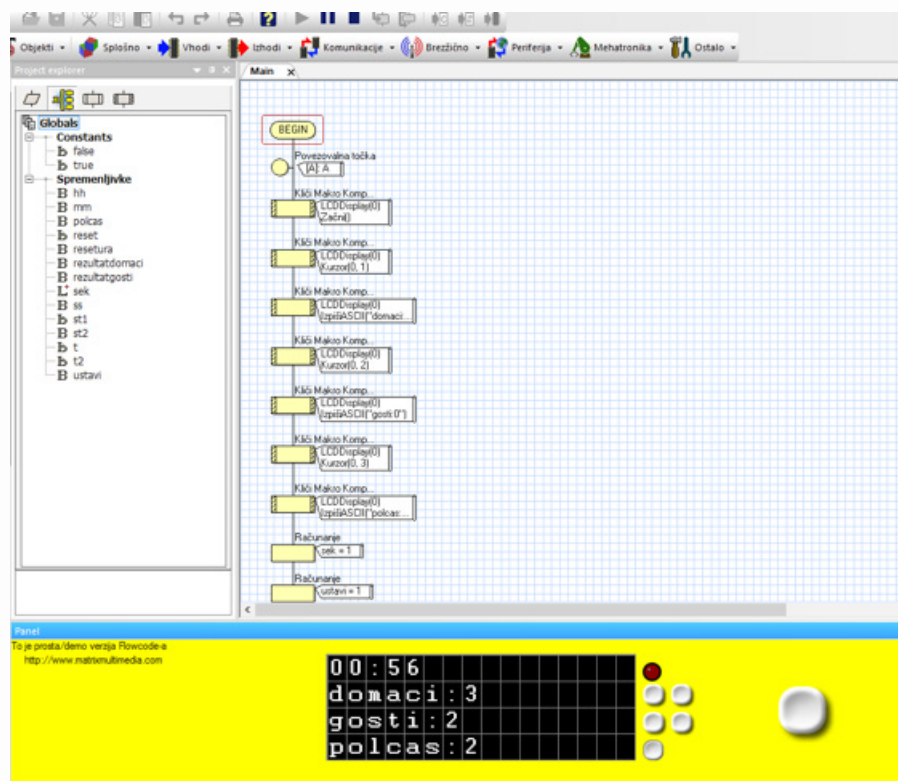 Objekti Splošno Vhodi Izhodi Komunikacije Brezžično Periferija Mehatronika Ostalo
Project explorer
Globals
Constants
false
true
Spremenljivke
hh
mm
polcas
reset
resetura
rezultatdomaci
rezultatgosti
sek
ss
st1
st2
t
t2
ustavi
Main x
BEGIN
Povezovalna točka
[A]: A
Kliči Makro Komp...
LCDDisplay(0)
Začni()
Kliči Makro Komp...
LCDDisplay(0)
Kurzor(0, 1)
Kliči Makro Komp...
LCDDisplay(0)
IzpišiASCII("domaci:...
Kliči Makro Komp...
LCDDisplay(0)
Kurzor(0, 2)
Kliči Makro Komp...
LCDDisplay(0)
IzpišiASCII("gosti:0")
Kliči Makro Komp...
LCDDisplay(0)
Kurzor(0, 3)
Kliči Makro Komp...
LCDDisplay(0)
IzpišiASCII("polcas:...
Računanje
sek = 1
Računanje
ustavi = 1
Panel
To je prosta/demo verzija Flowcode-a
http://www.matrixmultimedia.com
00:56
domaci:3
gosti:2
polcas:2